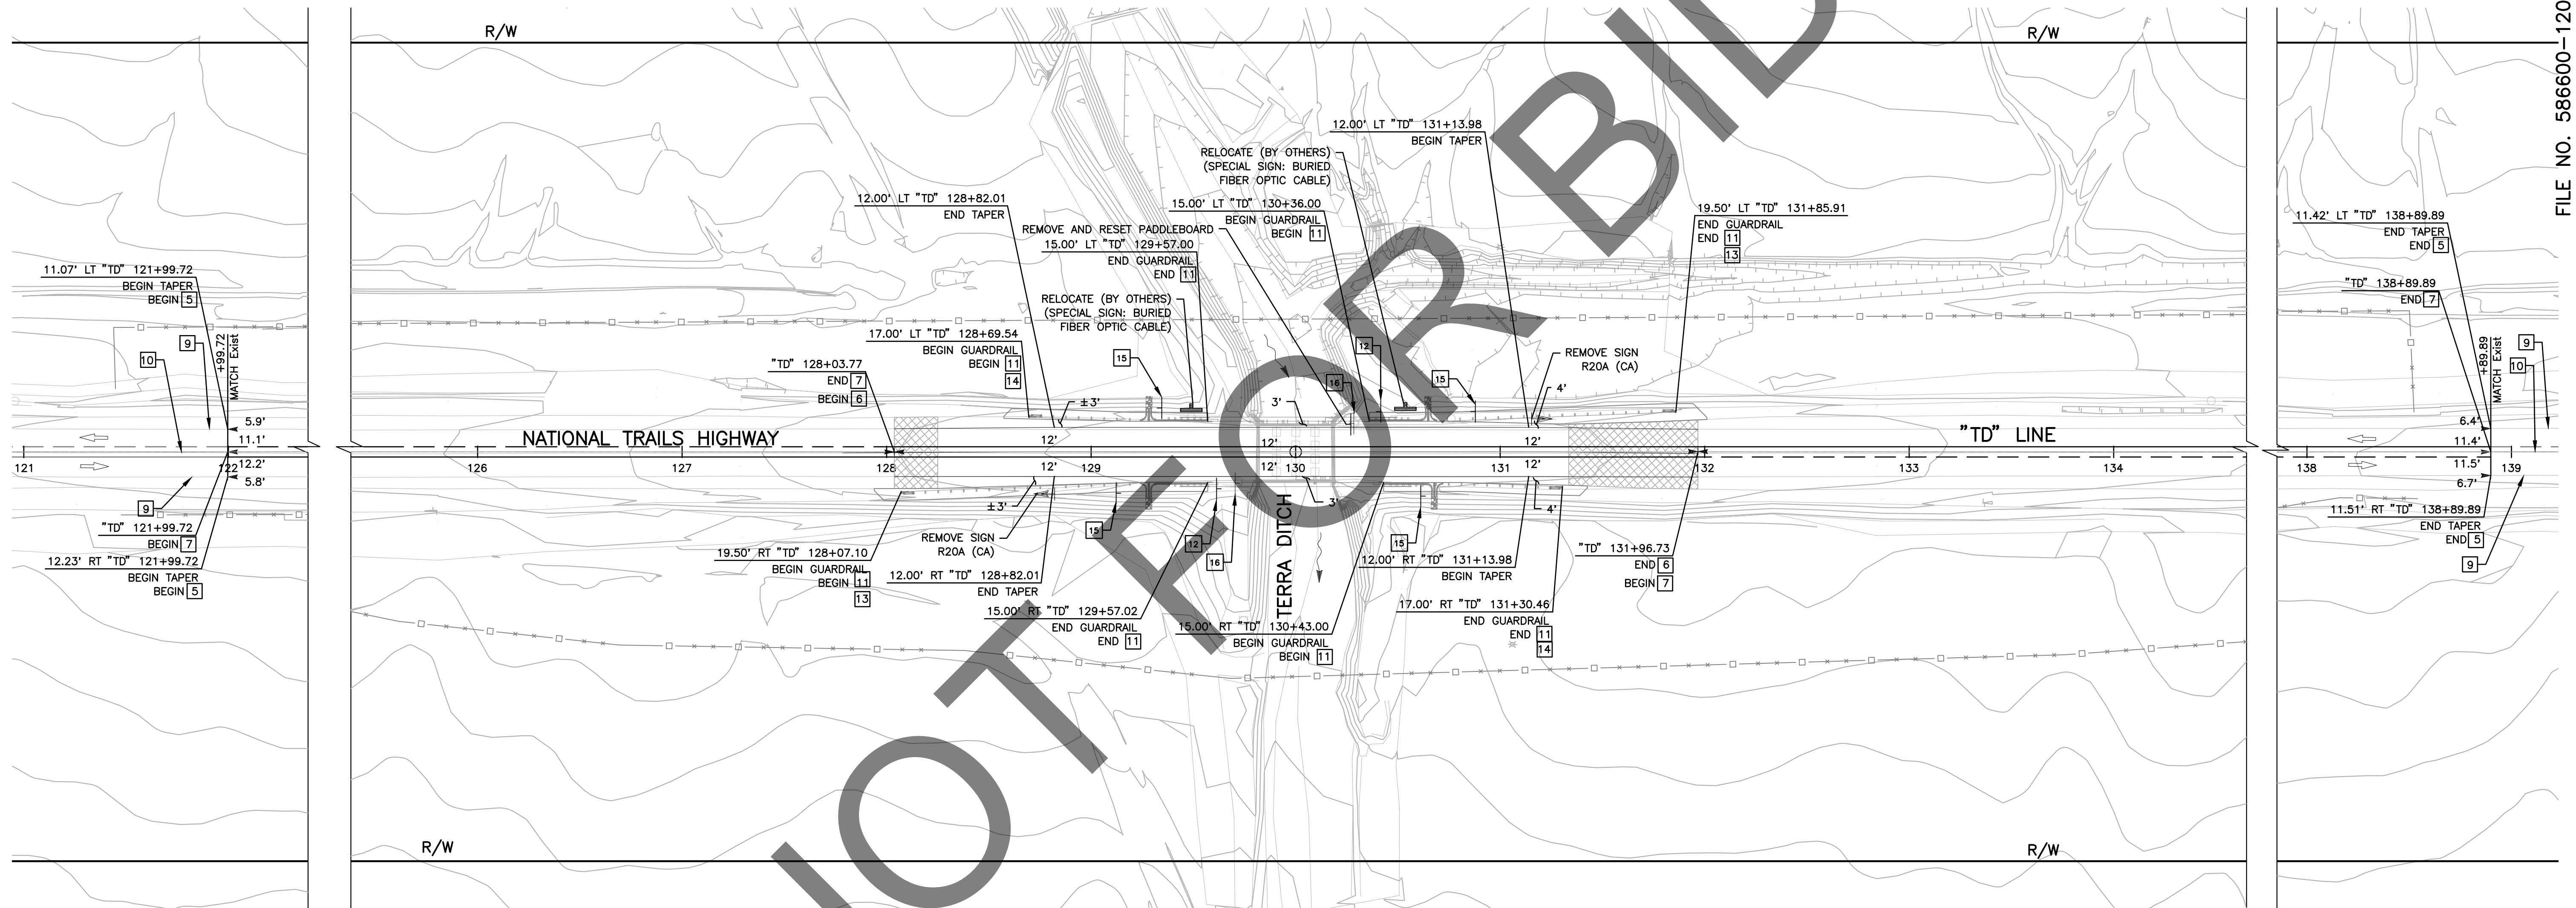 R/W
R/W
FILE NO. 586600-120
12.00' LT "TD" 131+13.98
BEGIN TAPER
RELOCATE (BY OTHERS)
(SPECIAL SIGN: BURIED
FIBER OPTIC CABLE)
12.00' LT "TD" 128+82.01
END TAPER
15.00' LT "TD" 130+36.00
BEGIN GUARDRAIL
BEGIN 11
19.50' LT "TD" 131+85.91
END GUARDRAIL
END 11
13
11.42' LT "TD" 138+89.89
END TAPER
END 5
REMOVE AND RESET PADDLEBOARD
15.00' LT "TD" 129+57.00
END GUARDRAIL
END 11
11.07' LT "TD" 121+99.72
BEGIN TAPER
BEGIN 5
"TD" 138+89.89
END 7
RELOCATE (BY OTHERS)
(SPECIAL SIGN: BURIED
FIBER OPTIC CABLE)
17.00' LT "TD" 128+69.54
BEGIN GUARDRAIL
BEGIN 11
14
+99.72
MATCH Exist
9
10
15
12
REMOVE SIGN
R20A (CA)
+89.89
MATCH Exist
9
10
"TD" 128+03.77
END 7
BEGIN 6
16
15
4'
±3'
3'
5.9'
11.1'
12.2'
5.8'
NATIONAL TRAILS HIGHWAY
12'
12'
12'
"TD" LINE
6.4'
11.4'
11.5'
6.7'
121
122
126
127
128
12'
129
12'
130
131
12'
132
133
134
138
139
9
±3'
3'
4'
"TD" 121+99.72
BEGIN 7
12.23' RT "TD" 121+99.72
BEGIN TAPER
BEGIN 5
REMOVE SIGN
R20A (CA)
15
12
16
15
TERRA DITCH
19.50' RT "TD" 128+07.10
BEGIN GUARDRAIL
BEGIN 11
13
12.00' RT "TD" 128+82.01
END TAPER
12.00' RT "TD" 131+13.98
BEGIN TAPER
"TD" 131+96.73
END 6
BEGIN 7
11.51' RT "TD" 138+89.89
END TAPER
END 5
9
15.00' RT "TD" 129+57.02
END GUARDRAIL
END 11
15.00' RT "TD" 130+43.00
BEGIN GUARDRAIL
BEGIN 11
17.00' RT "TD" 131+30.46
END GUARDRAIL
END 11
14
R/W
R/W
NOT FOR BID